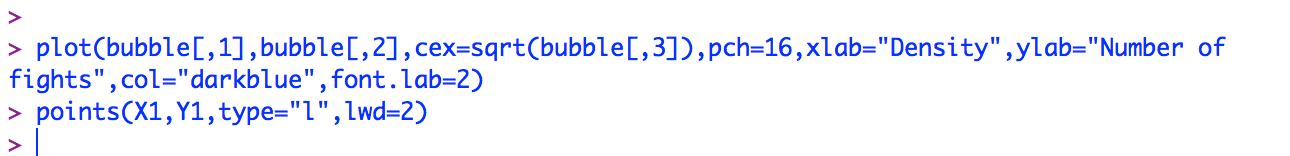 >
> plot(bubble[,1],bubble[,2],cex=sqrt(bubble[,3]),pch=16,xlab="Density",ylab="Number of
fights",col="darkblue",font.lab=2)
> points(X1,Y1,type="l",lwd=2)
>